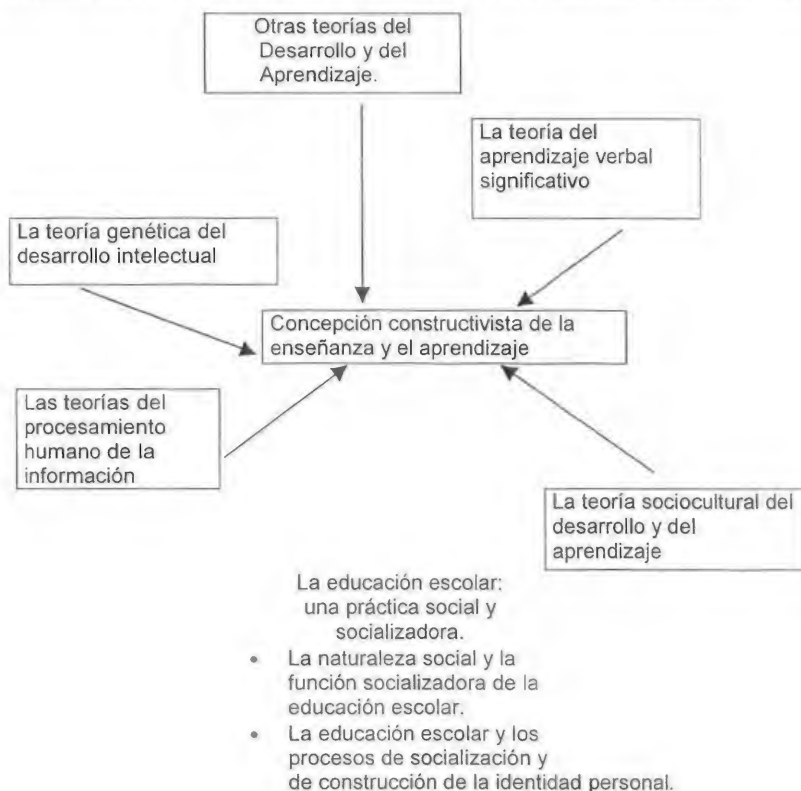 Otras teorías del
Desarrollo y del
Aprendizaje.
La teoría del
aprendizaje verbal
significativo
La teoría genética del
desarrollo intelectual
Concepción constructivista de la
enseñanza y el aprendizaje
Las teorías del
procesamiento
humano de la
información
La teoría sociocultural del
desarrollo y del
aprendizaje
La educación escolar:
una práctica social y
socializadora.
• La naturaleza social y la
función socializadora de la
educación escolar.
• La educación escolar y los
procesos de socialización y
de construcción de la identidad personal.